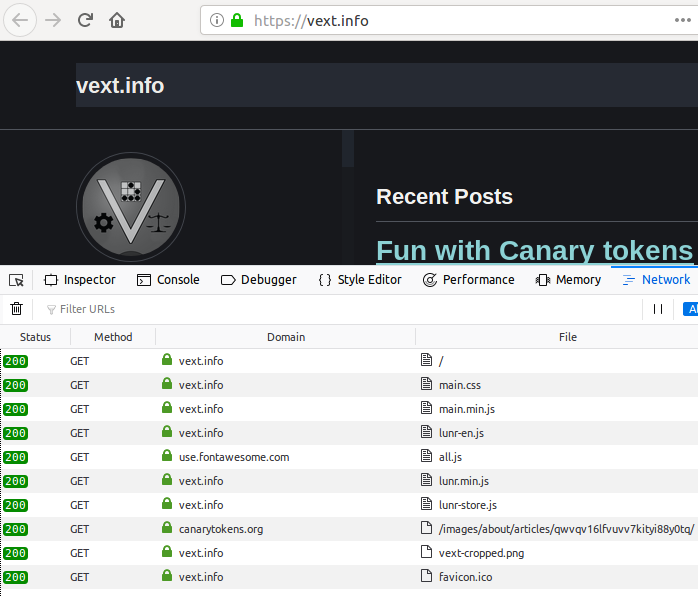 https://vext.info
vext.info
V
Recent Posts
Fun with Canary tokens
Inspector Console Debugger { } Style Editor Performance Memory Network
Filter URLs
Status Method Domain File
200 GET vext.info /
200 GET vext.info main.css
200 GET vext.info main.min.js
200 GET vext.info lunr-en.js
200 GET use.fontawesome.com all.js
200 GET vext.info lunr.min.js
200 GET vext.info lunr-store.js
200 GET canarytokens.org /images/about/articles/qwvqv16lfvuvv7kityi88y0tq/
200 GET vext.info vext-cropped.png
200 GET vext.info favicon.ico